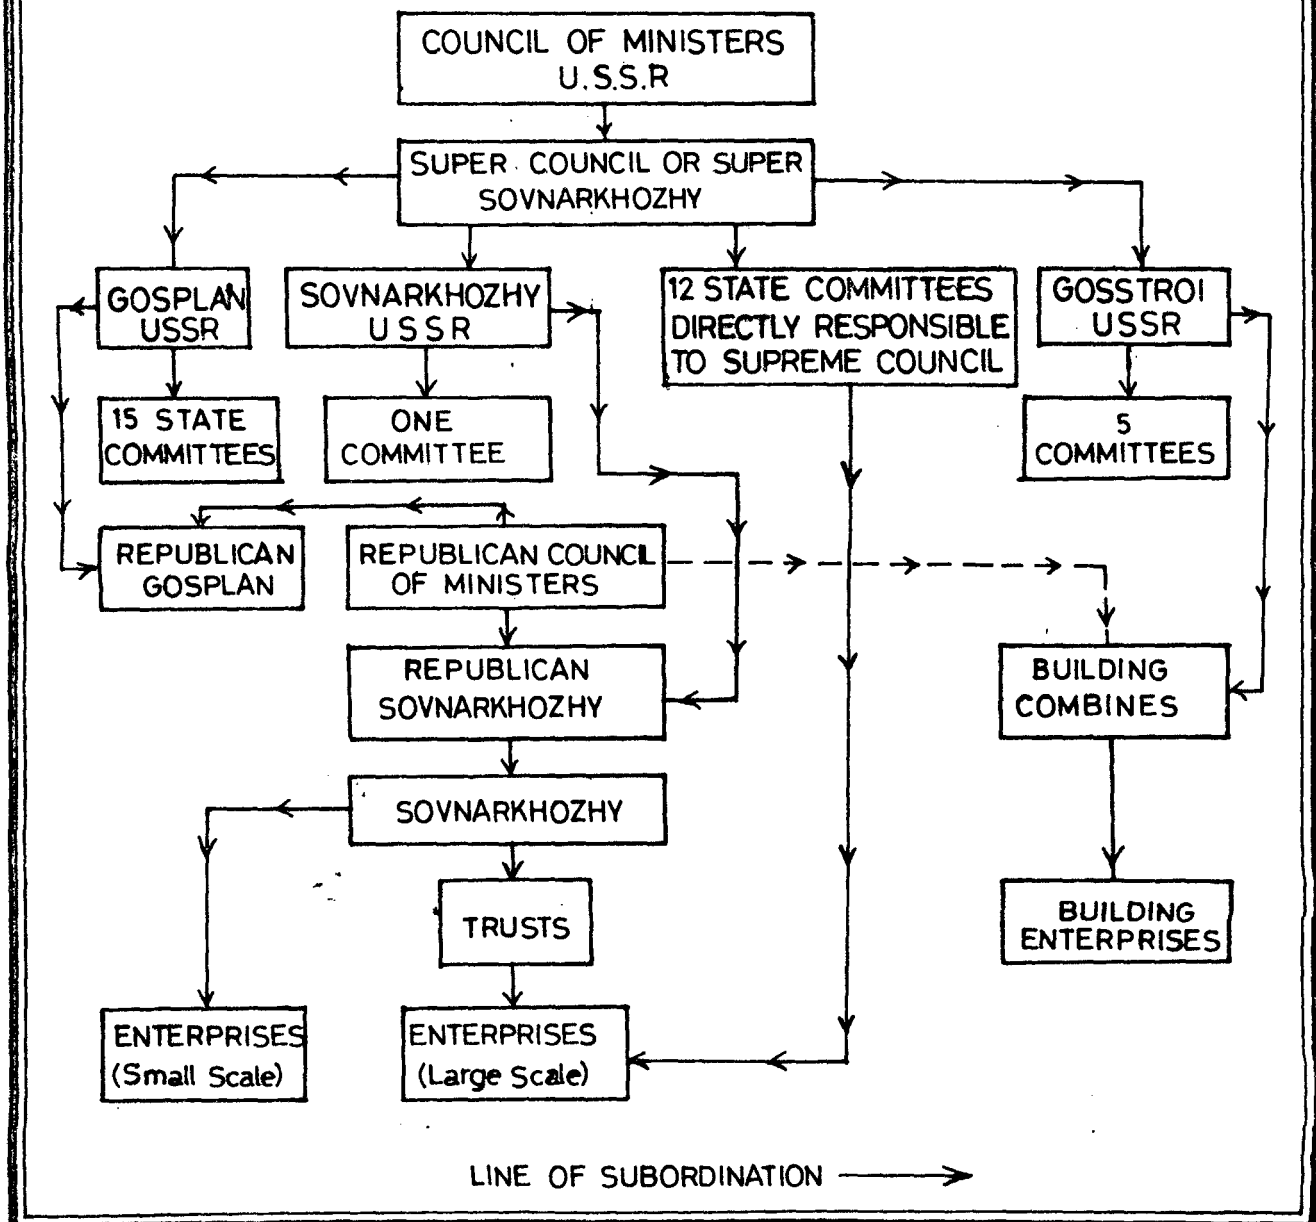 COUNCIL OF MINISTERS
U.S.S.R
SUPER COUNCIL OR SUPER
SOVNARKHOZHY
GOSPLAN
USSR
SOVNARKHOZHY
USSR
12 STATE COMMITTEES
DIRECTLY RESPONSIBLE
TO SUPREME COUNCIL
GOSSTROI
USSR
15 STATE
COMMITTEES
ONE
COMMITTEE
5
COMMITTEES
REPUBLICAN
GOSPLAN
REPUBLICAN COUNCIL
OF MINISTERS
REPUBLICAN
SOVNARKHOZHY
BUILDING
COMBINES
SOVNARKHOZHY
TRUSTS
BUILDING
ENTERPRISES
ENTERPRISES
(Small Scale)
ENTERPRISES
(Large Scale)
LINE OF SUBORDINATION